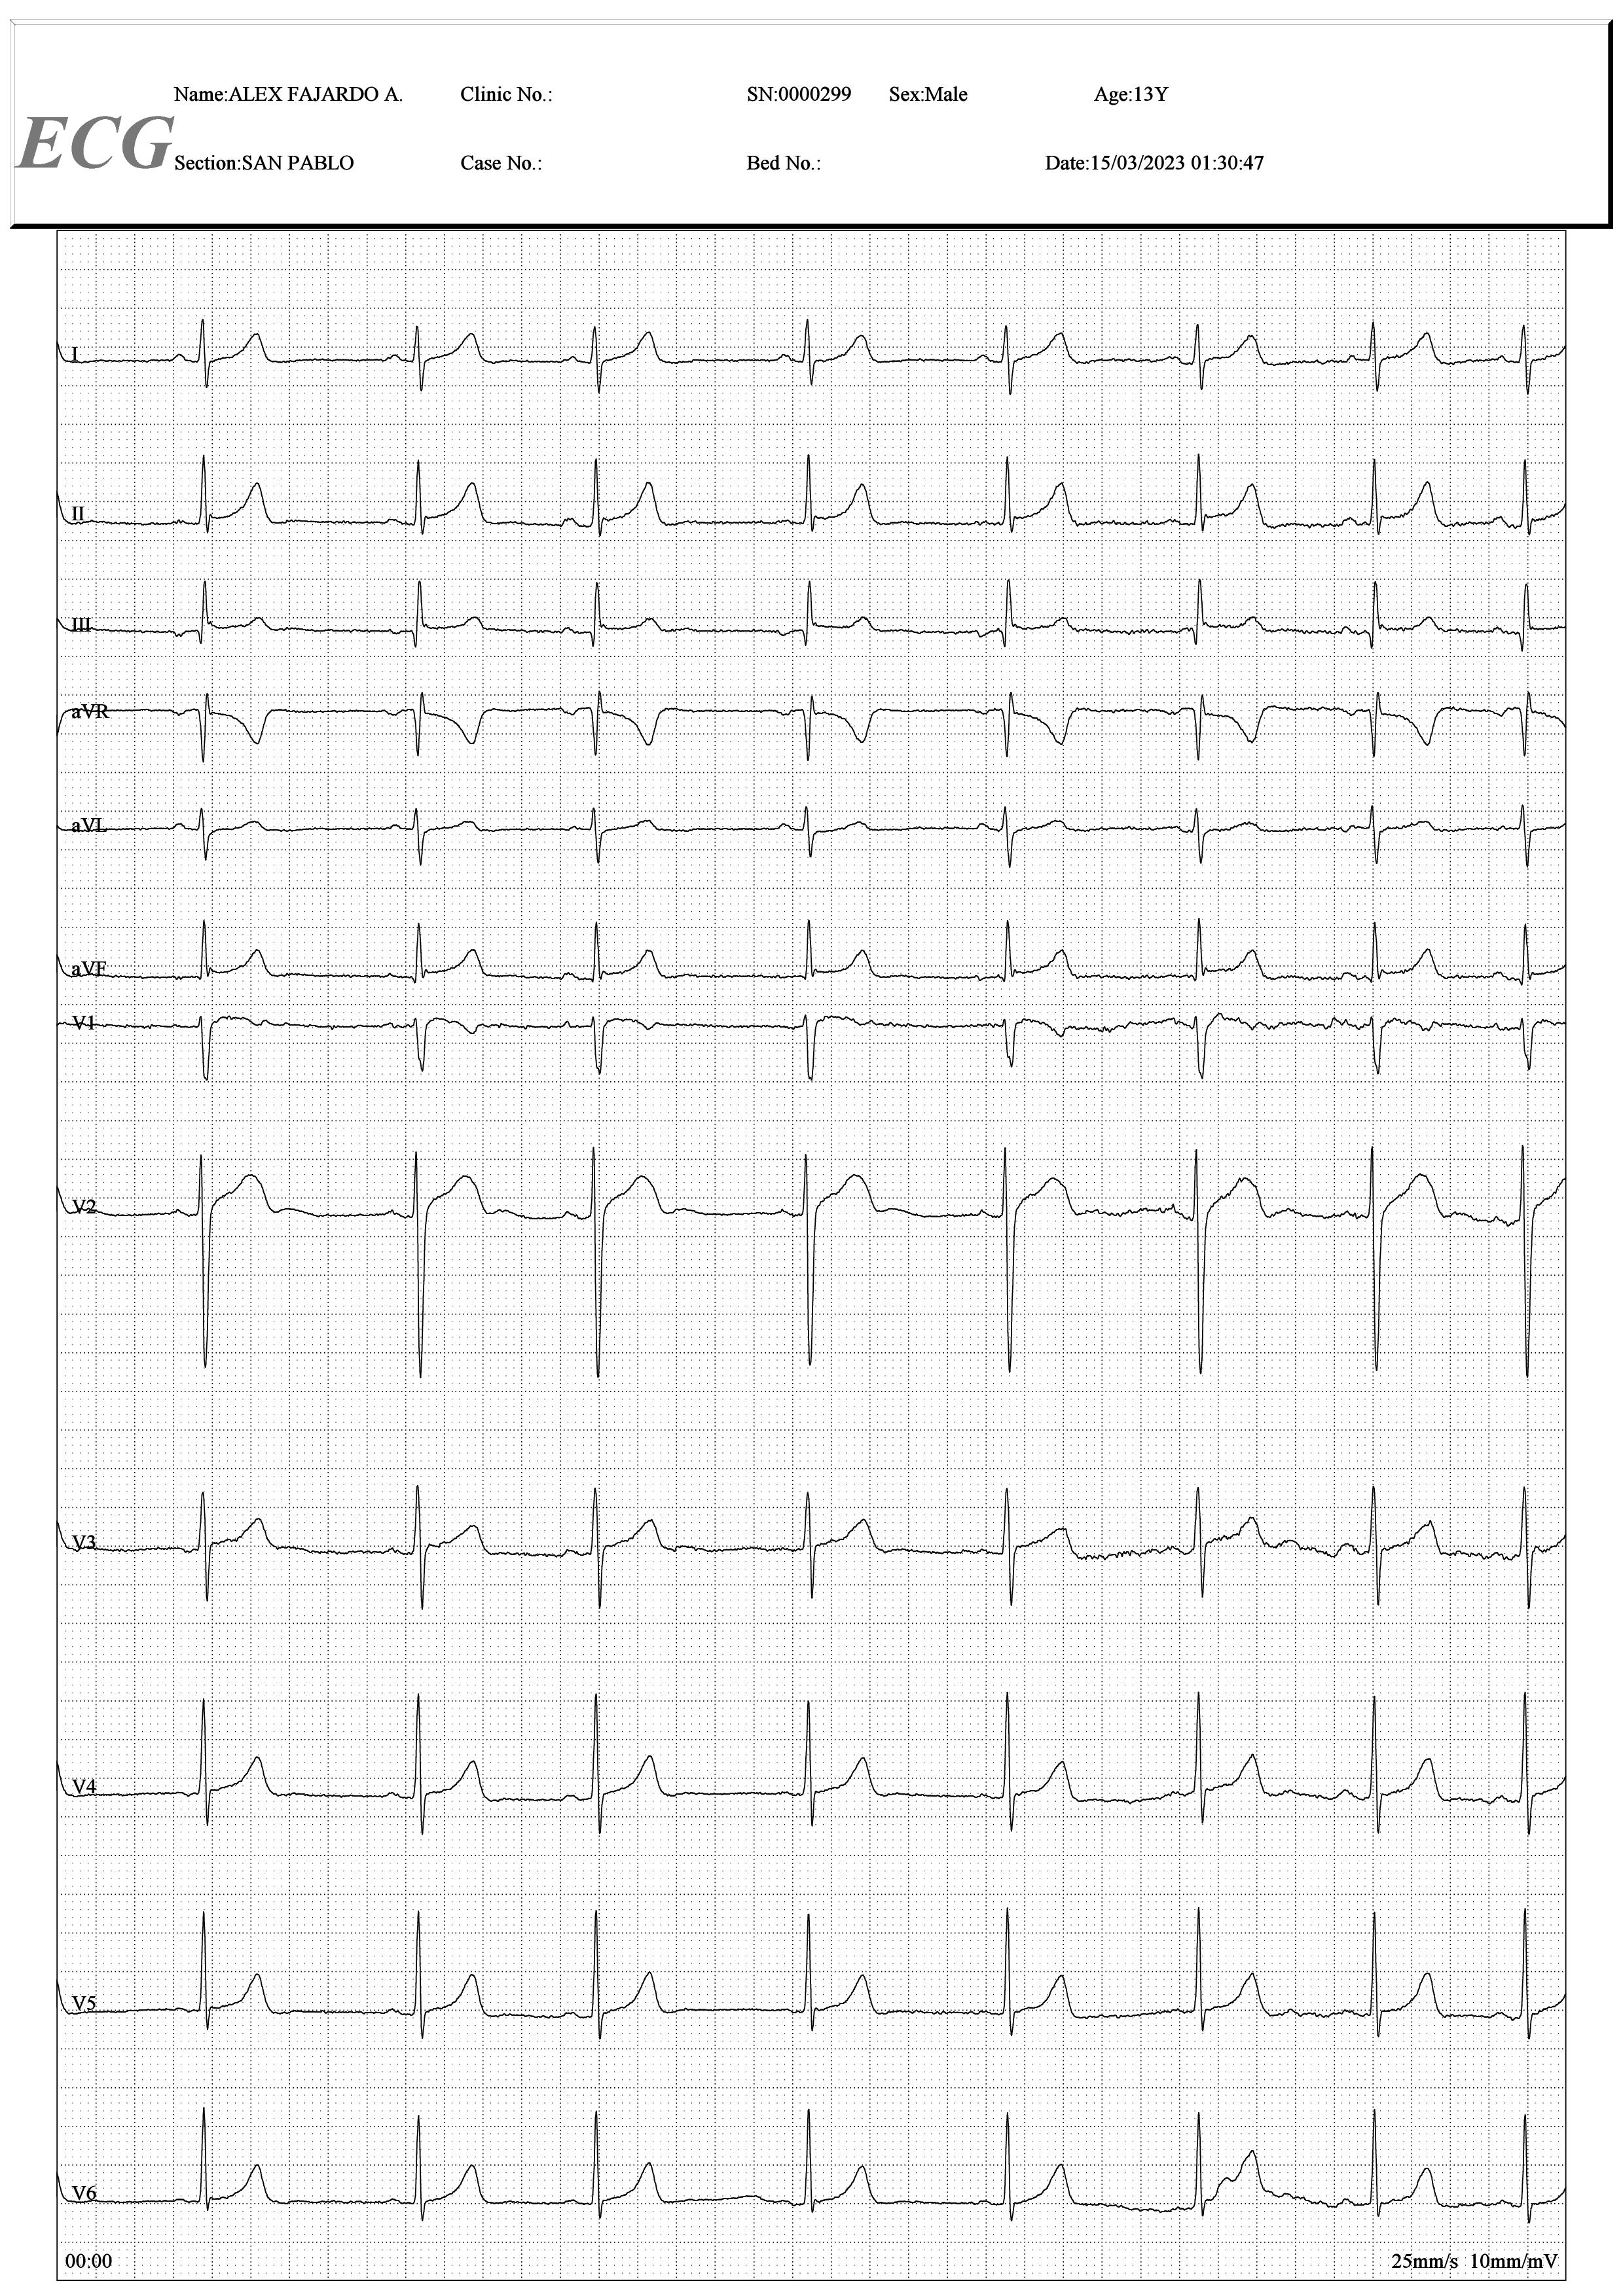 Name:ALEX FAJARDO A. Clinic No.: SN:0000299 Sex:Male Age:13Y
ECG
Section:SAN PABLO Case No.: Bed No.: Date:15/03/2023 01:30:47
I
II
III
aVR
aVL
aVF
V1
V2
V3
V4
V5
V6
00:00 25mm/s 10mm/mV